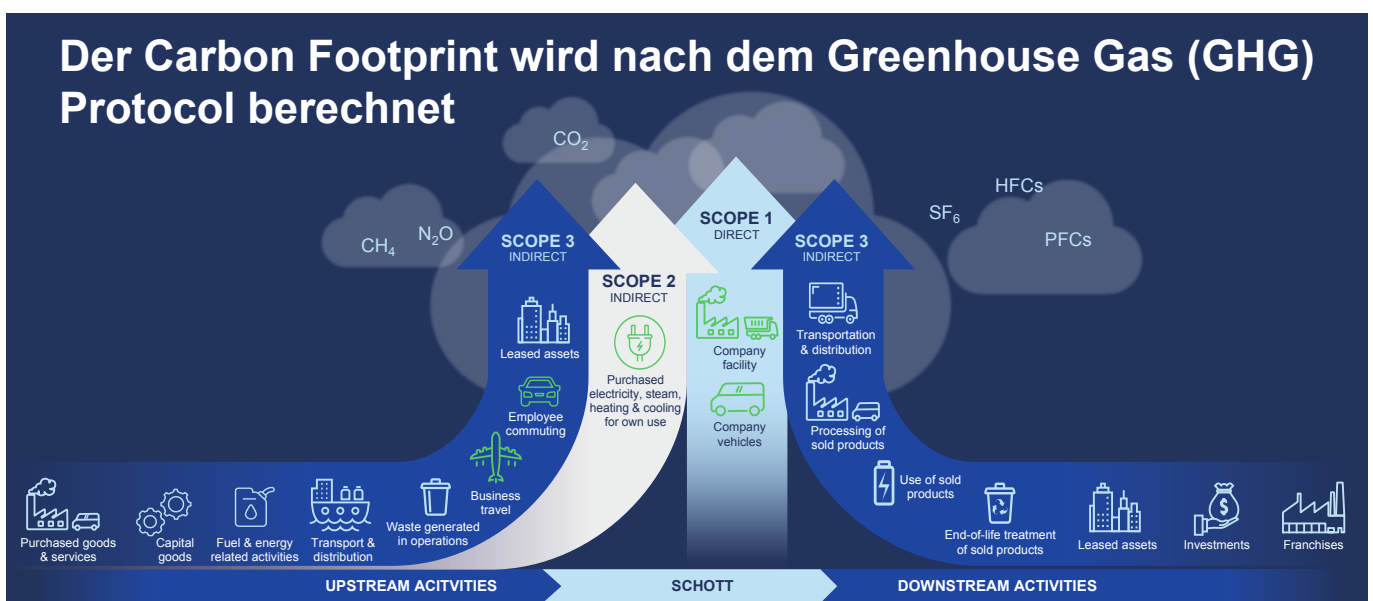 Der Carbon Footprint wird nach dem Greenhouse Gas (GHG)
Protocol berechnet
CO₂
CH₄
N₂O
HFCs
SF₆
PFCs
SCOPE 3
INDIRECT
Leased assets
Employee
commuting
Business
travel
Waste generated
in operations
Transport &
distribution
Fuel & energy
related activities
Capital
goods
Purchased goods
& services
SCOPE 2
INDIRECT
Purchased
electricity, steam,
heating & cooling
for own use
SCOPE 1
DIRECT
Company
facility
Company
vehicles
SCOPE 3
INDIRECT
Transportation
& distribution
Processing of
sold products
Use of sold
products
End-of-life treatment
of sold products
Leased assets
$
Investments
Franchises
UPSTREAM ACITVITIES
SCHOTT
DOWNSTREAM ACTIVITIES